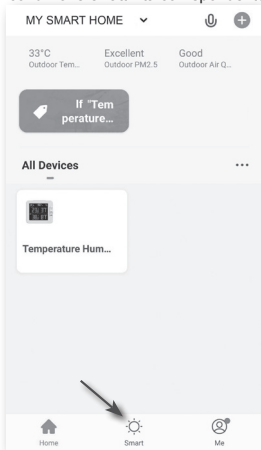 MY SMART HOME
33°C
Excellent
Good
Outdoor Tem...
Outdoor PM2.5
Outdoor Air Q...
If "Tem
perature...
All Devices
Temperature Hum...
Home
Smart
Me